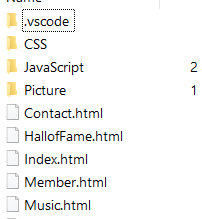 .vscode
CSS
JavaScript 2
Picture 1
Contact.html
HallofFame.html
Index.html
Member.html
Music.html